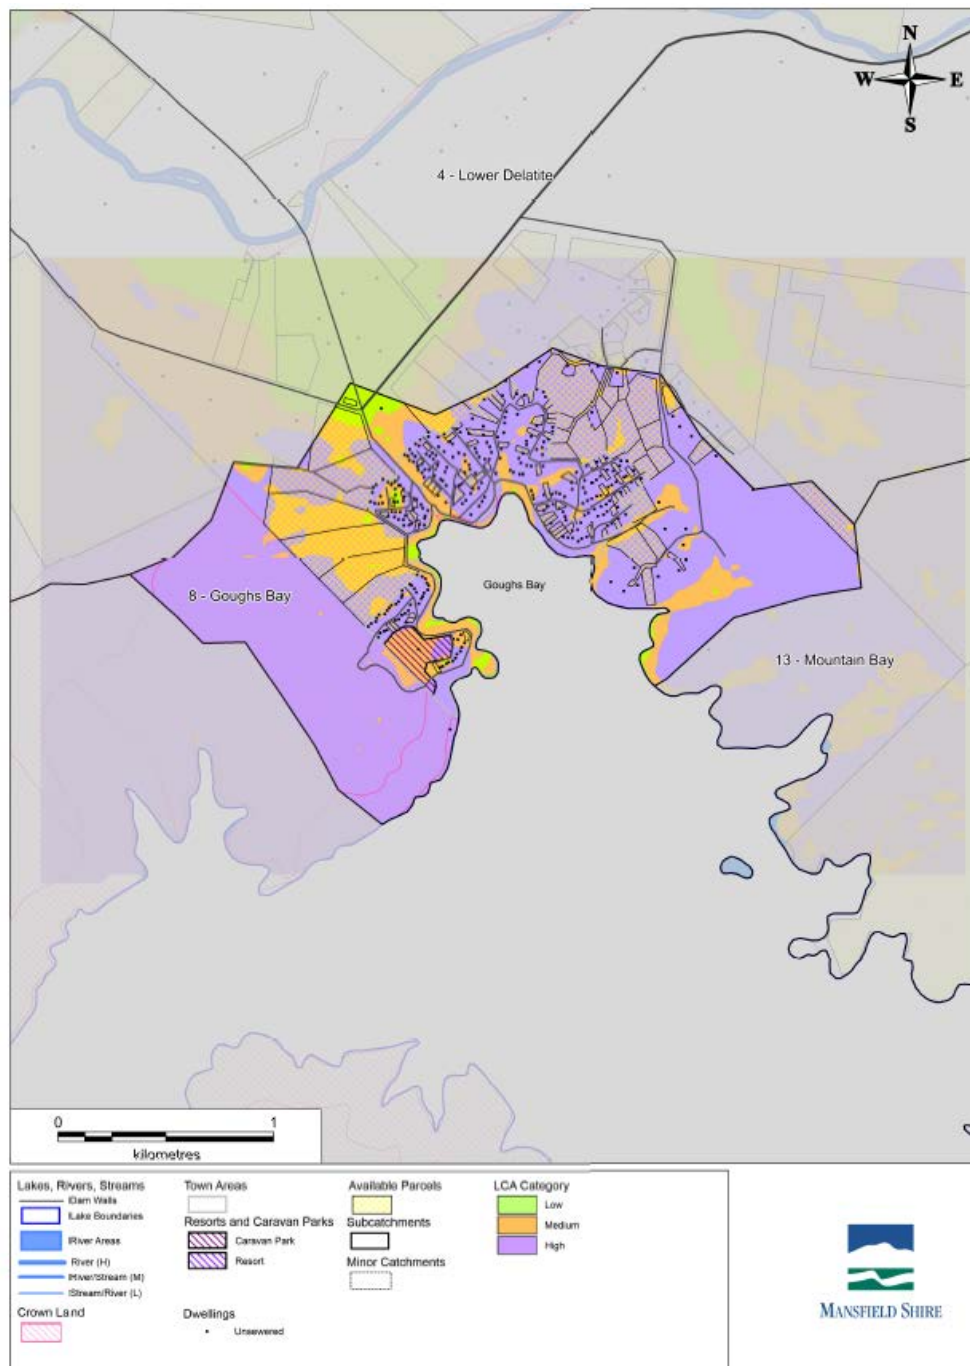 N
W E
S
4 - Lower Delatite
Goughs Bay
8 - Goughs Bay
13 - Mountain Bay
0 1
kilometres
Lakes, Rivers, Streams
Dam Walls
Lake Boundaries
River Areas
River (H)
River/Stream (M)
Stream/River (L)
Crown Land
Town Areas
Resorts and Caravan Parks
Caravan Park
Resort
Dwellings
Unsewered
Available Parcels
Subcatchments
Minor Catchments
LCA Category
Low
Medium
High
MANSFIELD SHIRE